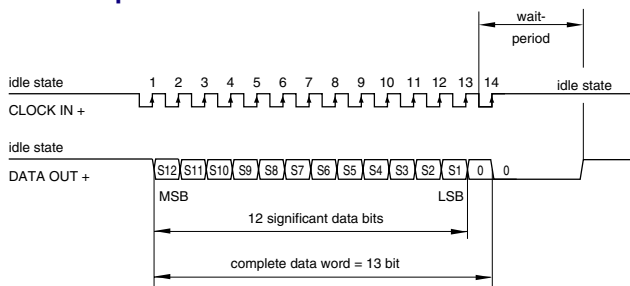 wait-
period
idle state
1 2 3 4 5 6 7 8 9 10 11 12 13 14
idle state
CLOCK IN +
idle state
DATA OUT +
S12 S11 S10 S9 S8 S7 S6 S5 S4 S3 S2 S1 0 0
MSB LSB
12 significant data bits
complete data word = 13 bit